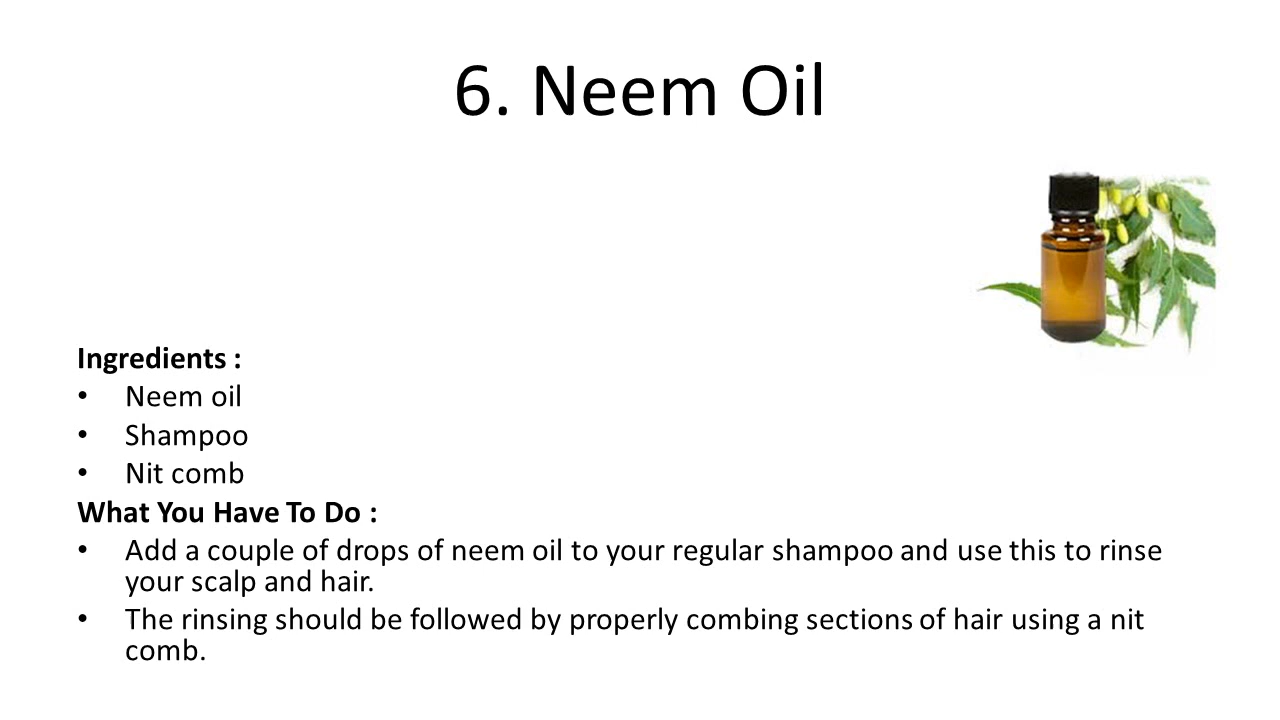 6. Neem Oil
Ingredients :
• Neem oil
• Shampoo
• Nit comb
What You Have To Do :
• Add a couple of drops of neem oil to your regular shampoo and use this to rinse
your scalp and hair.
• The rinsing should be followed by properly combing sections of hair using a nit
comb.